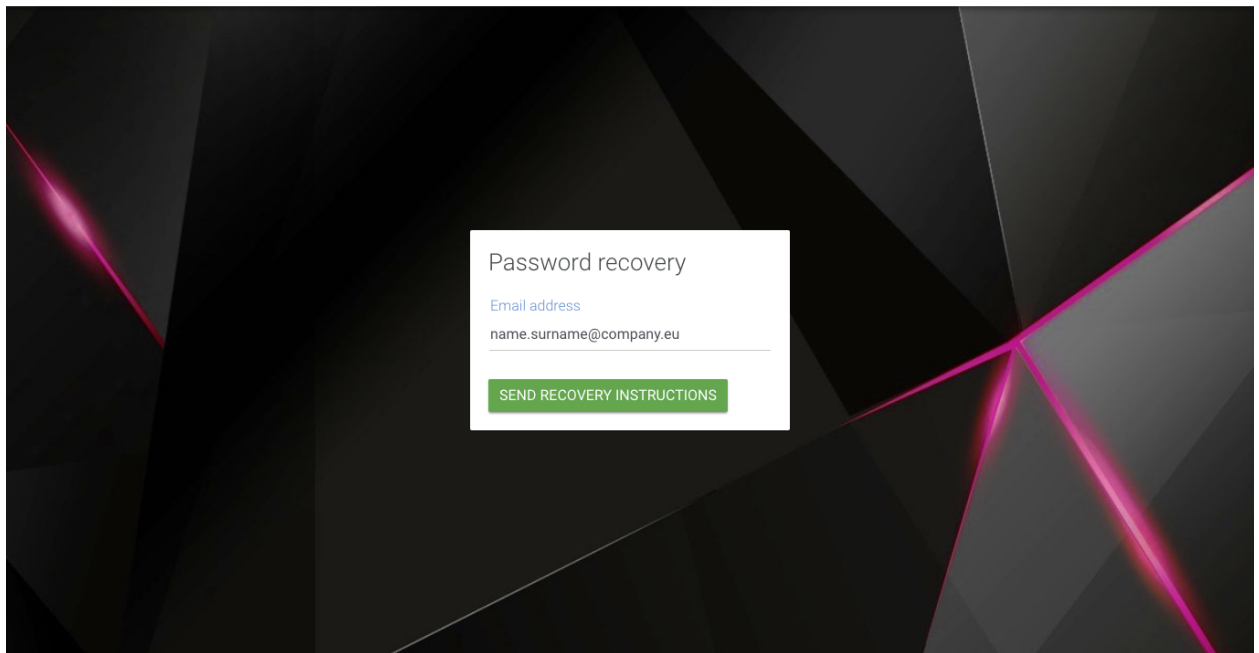 Password recovery
Email address
name.surname@company.eu
SEND RECOVERY INSTRUCTIONS